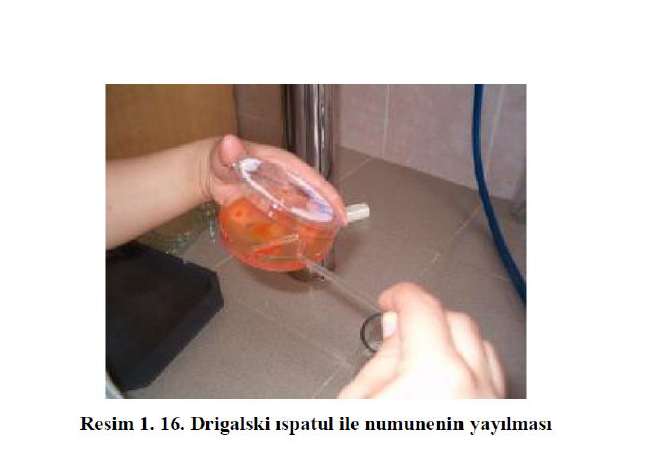 Resim 1. 16. Drigalski ıspatul ile numunenin yayılması